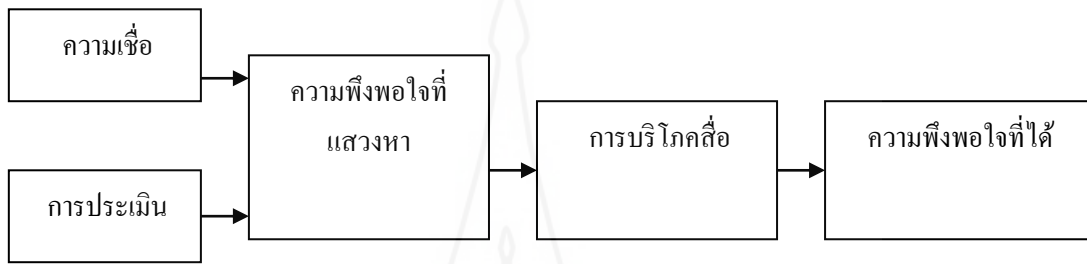 ความเชื่อ
การประเมิน
ความพึงพอใจที่
แสวงหา
การบริโภคสื่อ
ความพึงพอใจที่ได้